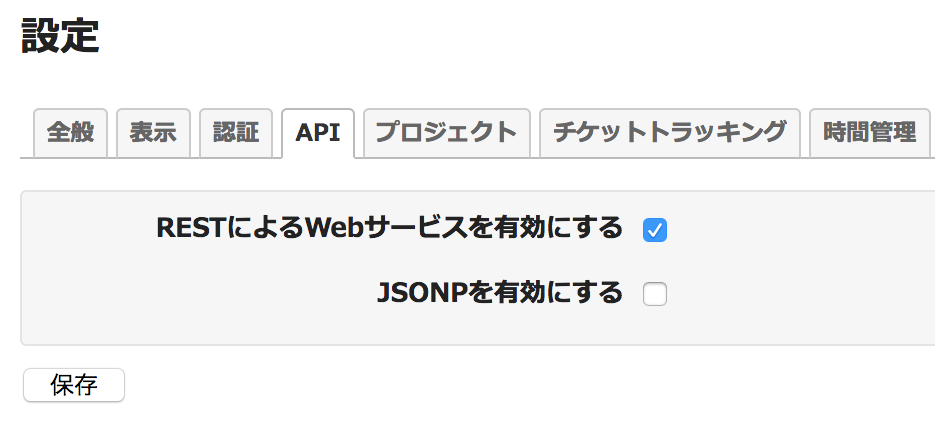 設定
全般 表示 認証 API プロジェクト チケットトラッキング 時間管理
RESTによるWebサービスを有効にする
JSONPを有効にする
保存